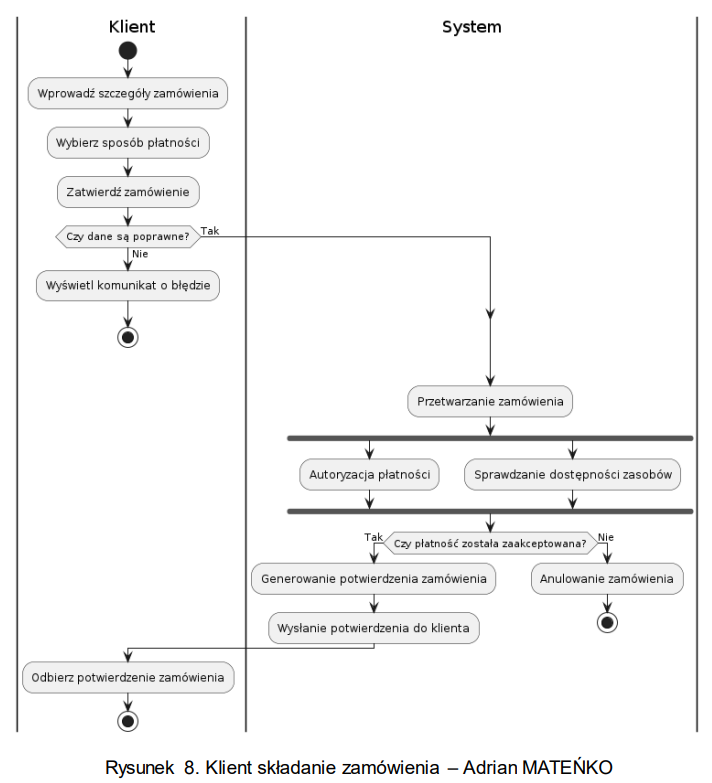 Klient
System
Wprowadź szczegóły zamówienia
Wybierz sposób płatności
Zatwierdź zamówienie
Czy dane są poprawne?
Tak
Nie
Wyświetl komunikat o błędzie
Przetwarzanie zamówienia
Autoryzacja płatności
Sprawdzanie dostępności zasobów
Tak
Czy płatność została zaakceptowana?
Nie
Generowanie potwierdzenia zamówienia
Anulowanie zamówienia
Wysłanie potwierdzenia do klienta
Odbierz potwierdzenie zamówienia
Rysunek 8. Klient składanie zamówienia – Adrian MATEŃKO